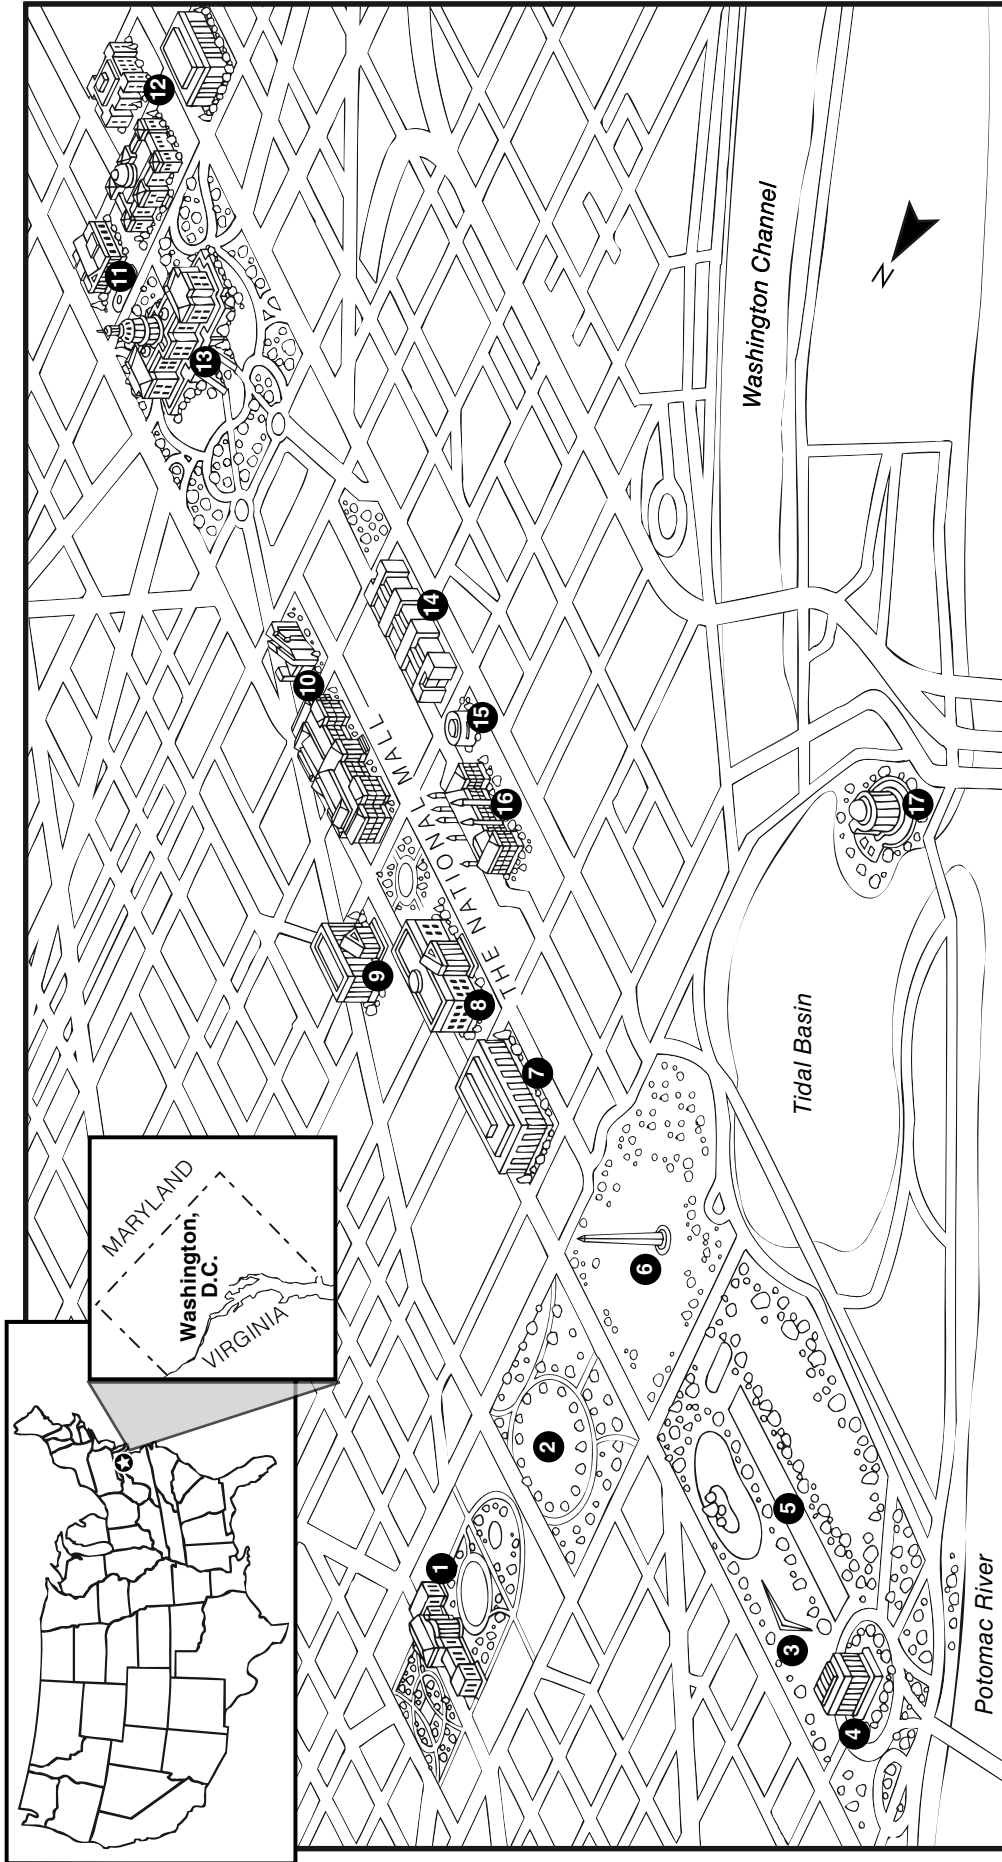 MARYLAND
Washington,
D.C.
VIRGINIA
1
2
3
4
5
6
7
8
9
10
11
12
13
14
15
16
17
THE NATIONAL MALL
Washington Channel
Tidal Basin
Potomac River
N